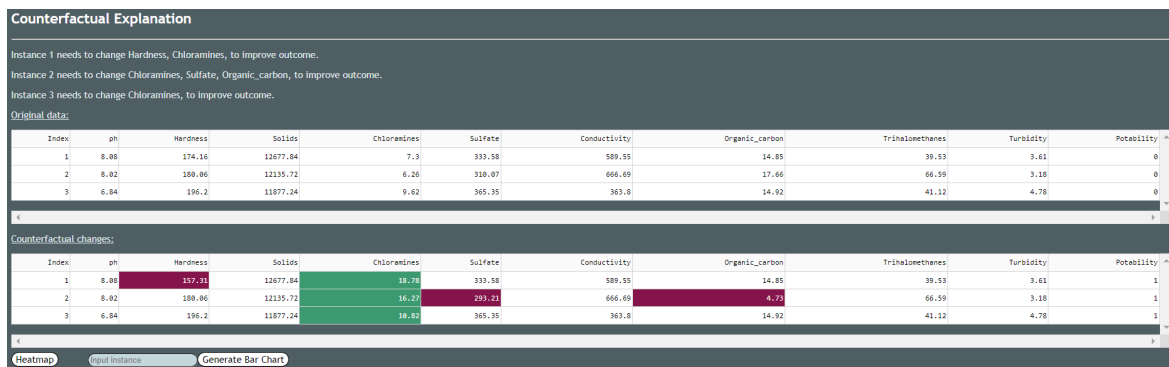 Counterfactual Explanation
Instance 1 needs to change Hardness, Chloramines, to improve outcome.
Instance 2 needs to change Chloramines, Sulfate, Organic_carbon, to improve outcome.
Instance 3 needs to change Chloramines, to improve outcome.
Original data:
Index ph Hardness Solids Chloramines Sulfate Conductivity Organic_carbon Trihalomethanes Turbidity Potability
1 8.08 174.16 12677.84 7.3 333.58 589.55 14.85 39.53 3.61 0
2 8.02 180.06 12135.72 6.26 310.07 666.69 17.66 66.59 3.18 0
3 6.84 196.2 11877.24 9.62 365.35 363.8 14.92 41.12 4.78 0
Counterfactual changes:
Index ph Hardness Solids Chloramines Sulfate Conductivity Organic_carbon Trihalomethanes Turbidity Potability
1 8.08 157.31 12677.84 18.78 333.58 589.55 14.85 39.53 3.61 1
2 8.02 180.06 12135.72 16.27 293.21 666.69 4.73 66.59 3.18 1
3 6.84 196.2 11877.24 10.82 365.35 363.8 14.92 41.12 4.78 1
Heatmap Input instance Generate Bar Chart